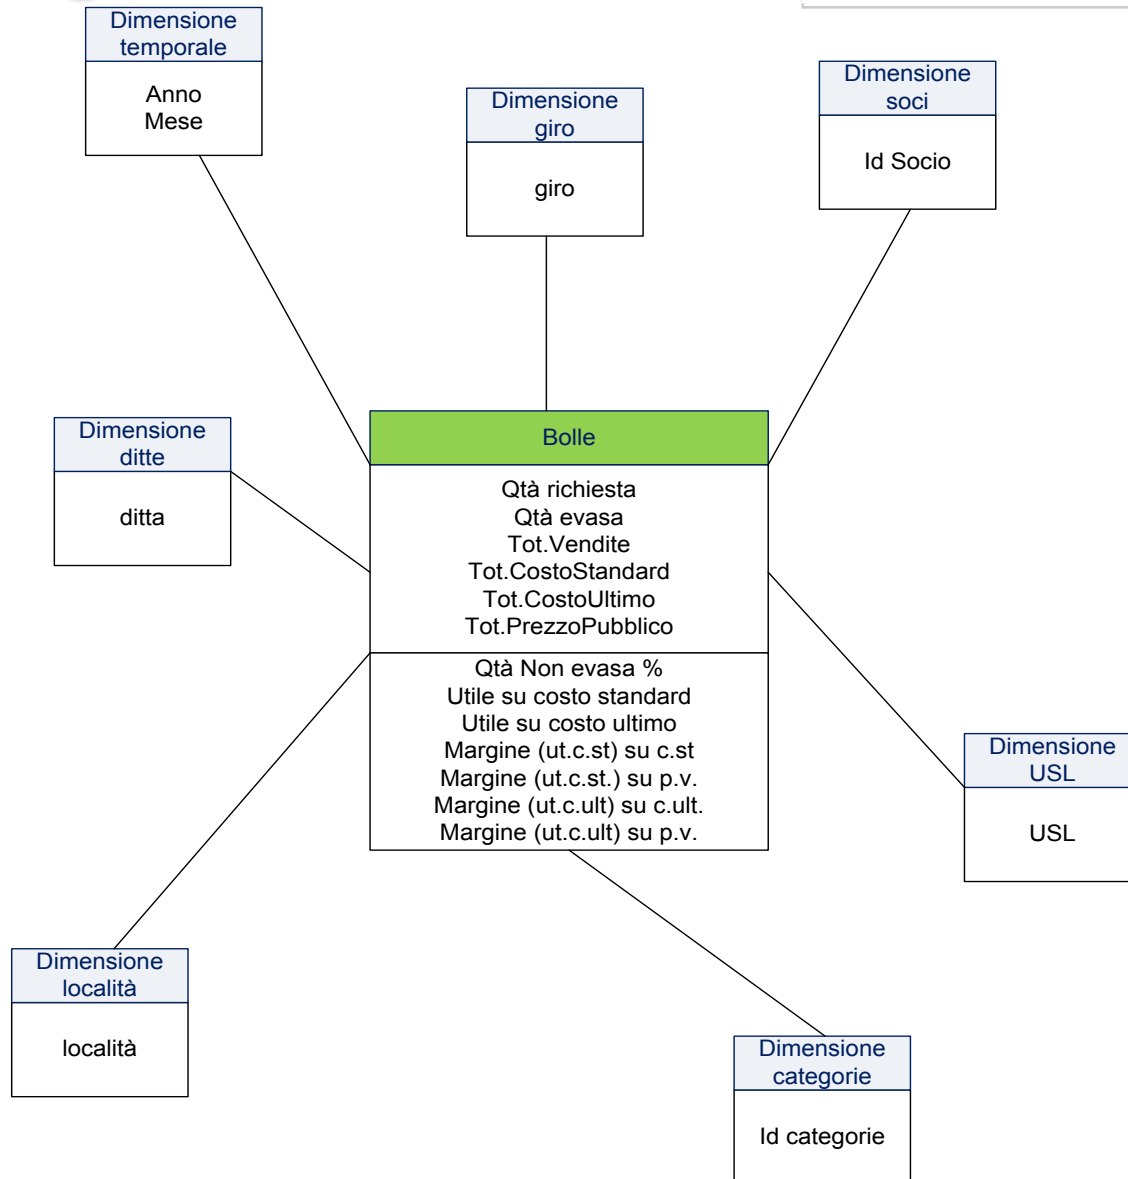 Dimensione
temporale
Anno
Mese
Dimensione
giro
giro
Dimensione
soci
Id Socio
Dimensione
ditte
ditta
Bolle
Qtà richiesta
Qtà evasa
Tot.Vendite
Tot.CostoStandard
Tot.CostoUltimo
Tot.PrezzoPubblico
Qtà Non evasa %
Utile su costo standard
Utile su costo ultimo
Margine (ut.c.st) su c.st
Margine (ut.c.st.) su p.v.
Margine (ut.c.ult) su c.ult.
Margine (ut.c.ult) su p.v.
Dimensione
USL
USL
Dimensione
località
località
Dimensione
categorie
Id categorie